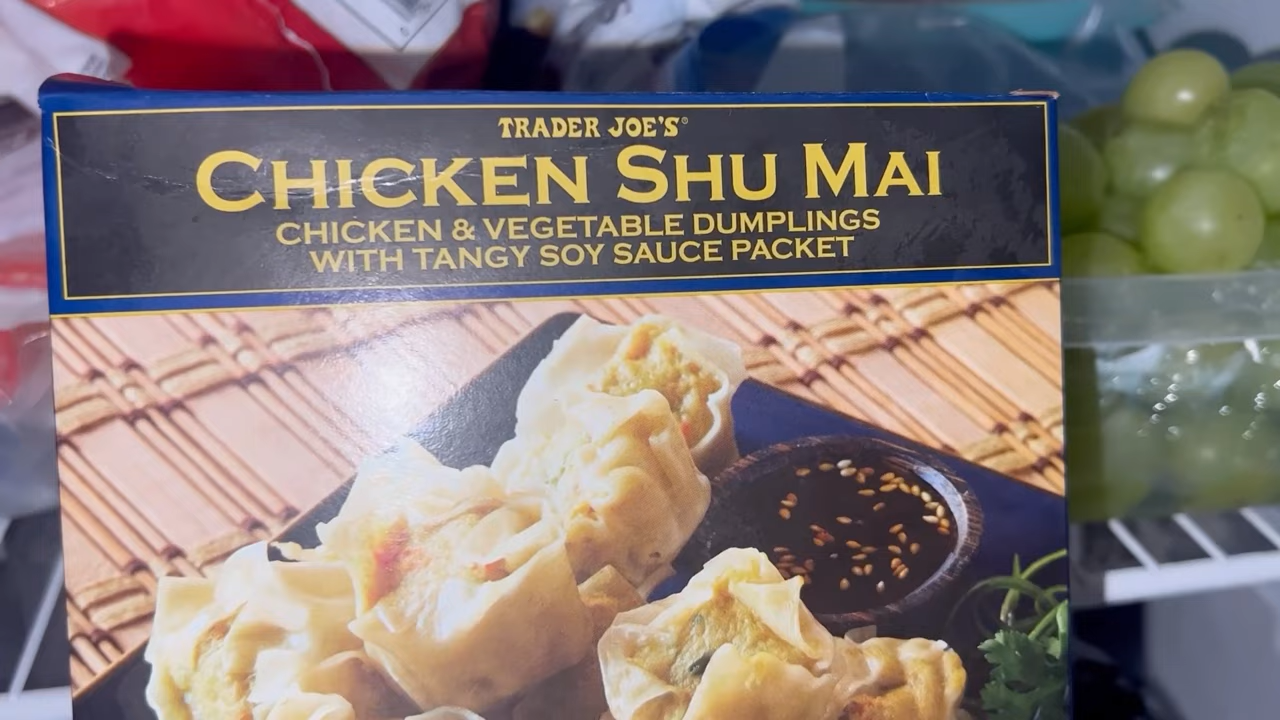 TRADER JOE'S®
CHICKEN SHU MAI
CHICKEN & VEGETABLE DUMPLINGS
WITH TANGY SOY SAUCE PACKET